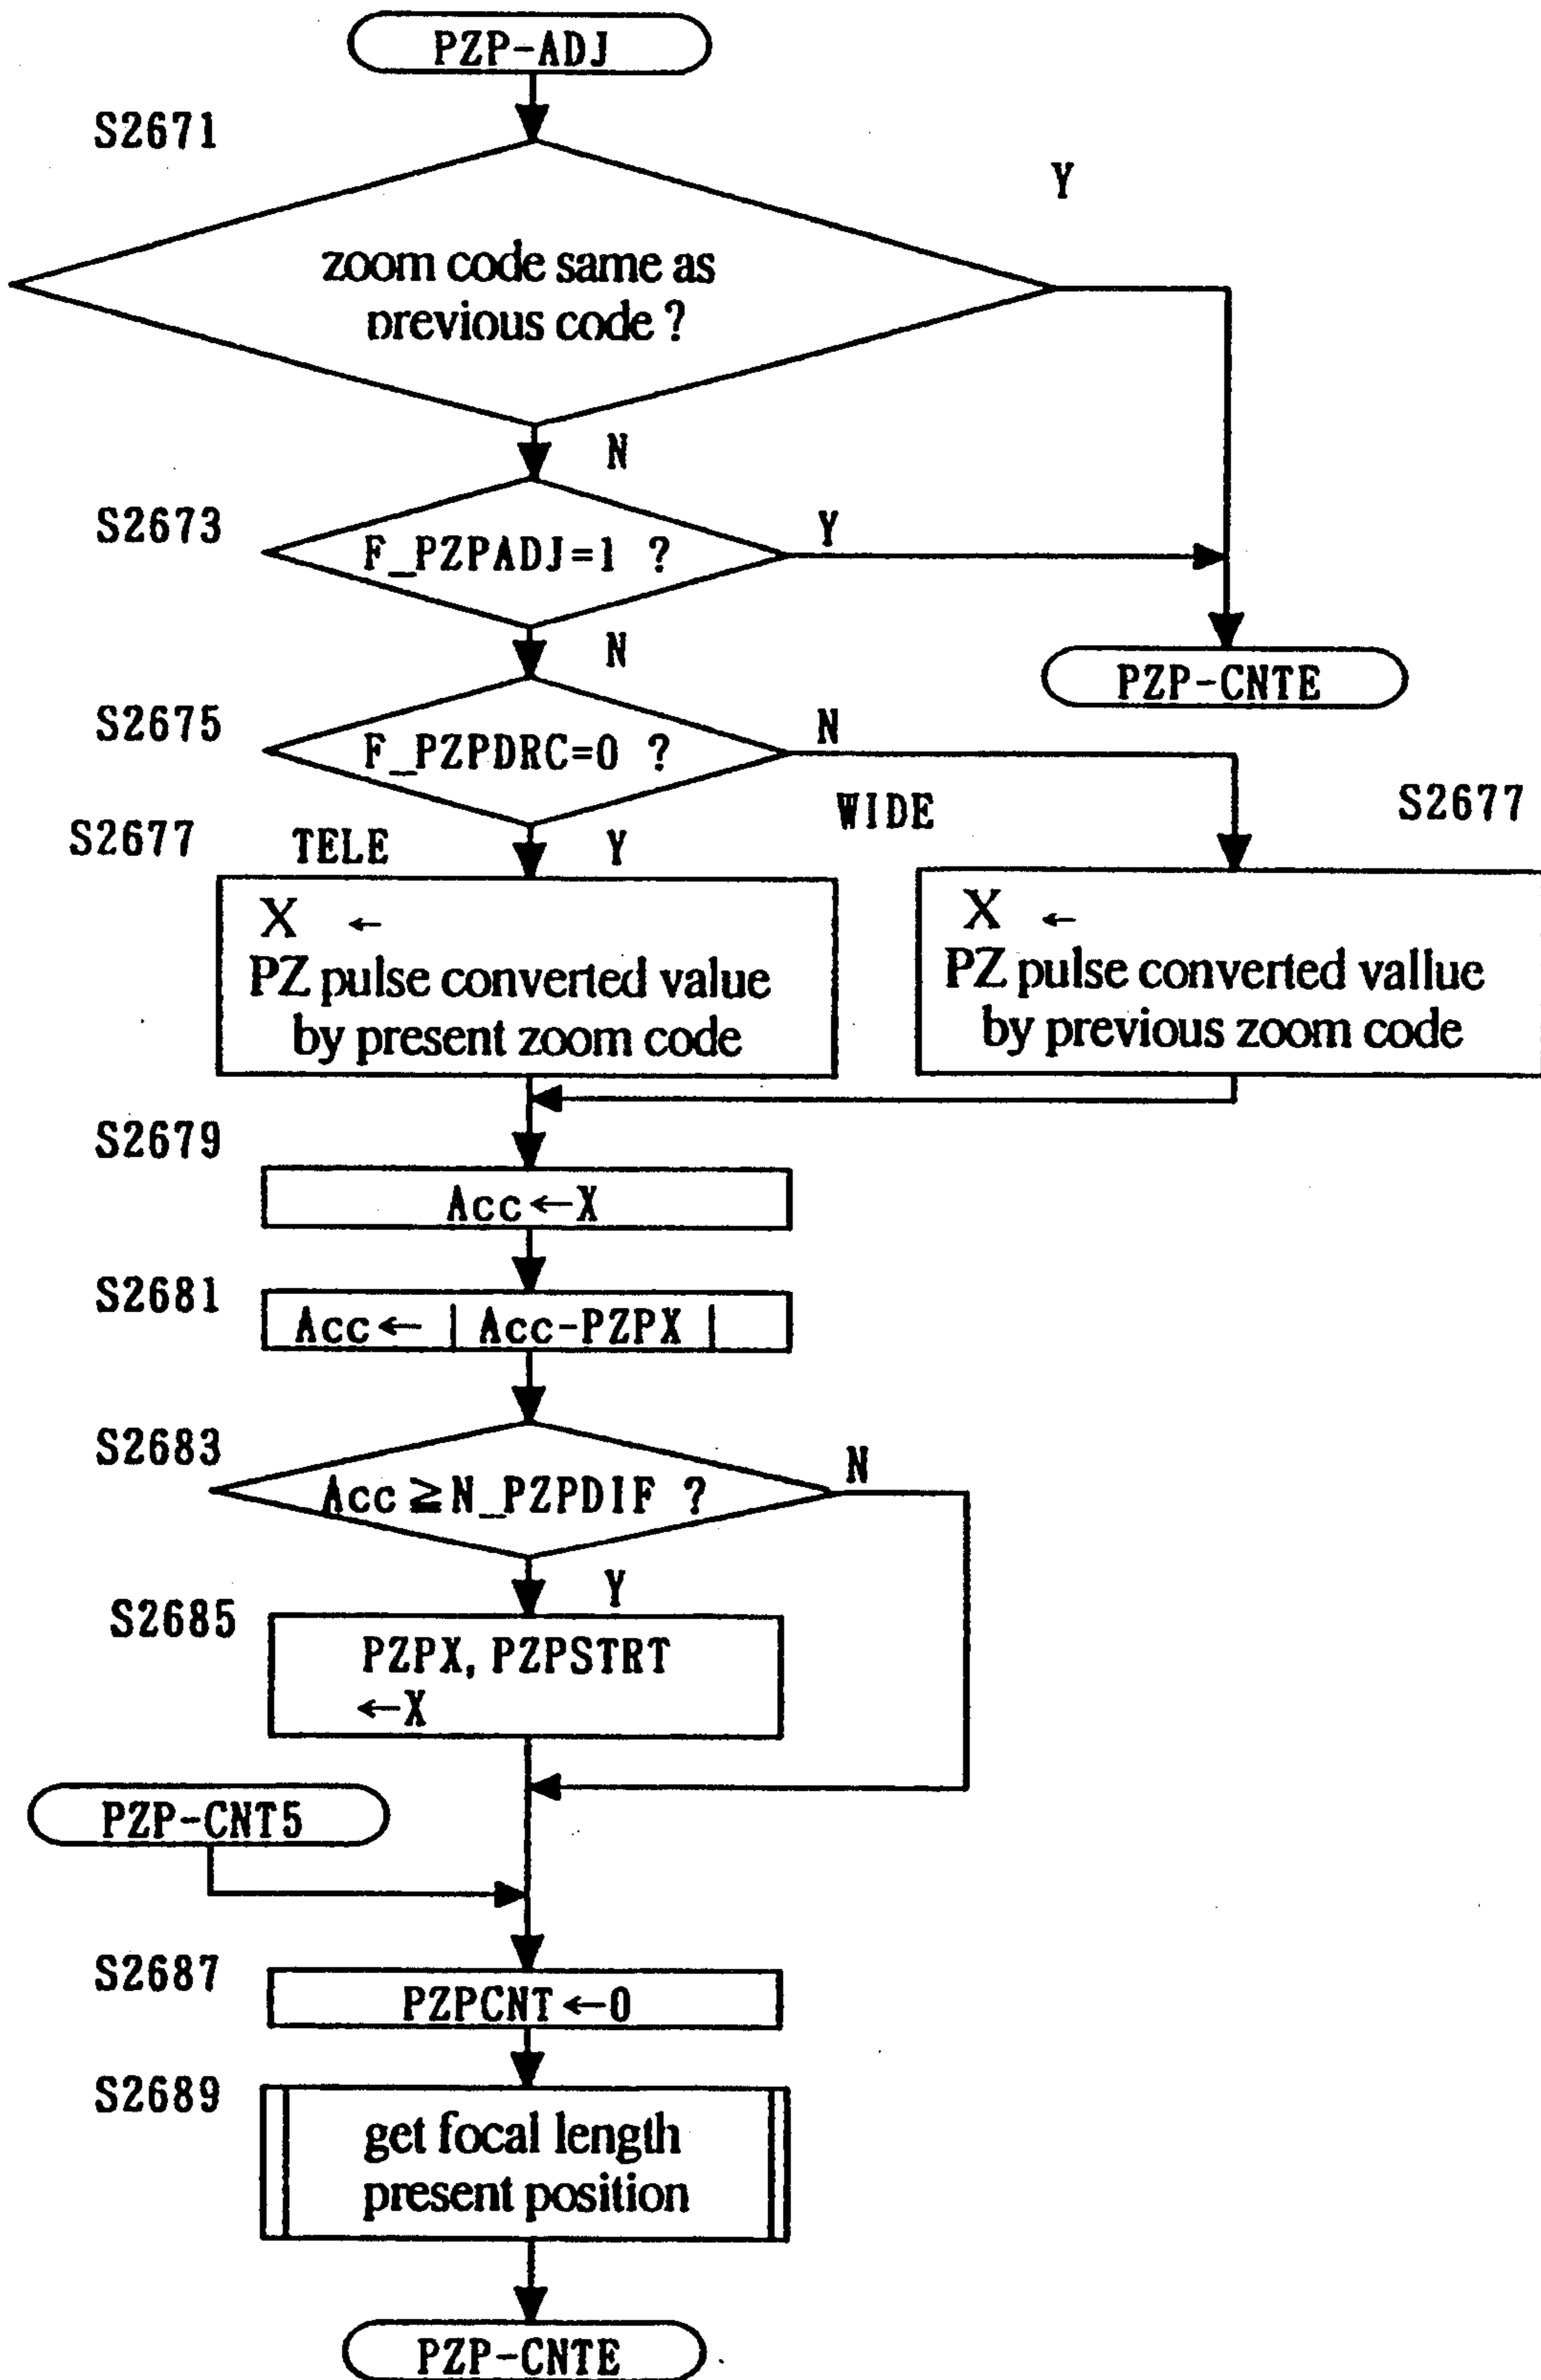 PZP-ADJ
S2671
Y
zoom code same as
previous code ?
N
S2673
F_PZPADJ=1 ?
Y
N
PZP-CNTE
S2675
F_PZPDRC=0 ?
N
WIDE
S2677
S2677
TELE
Y
X ←
PZ pulse converted value
by present zoom code
X ←
PZ pulse converted vallue
by previous zoom code
S2679
Acc←X
S2681
Acc← | Acc-PZPX |
S2683
Acc≧N_PZPDIF ?
N
Y
S2685
PZPX, PZPSTRT
←X
PZP-CNT5
S2687
PZPCNT←0
S2689
get focal length
present position
PZP-CNTE